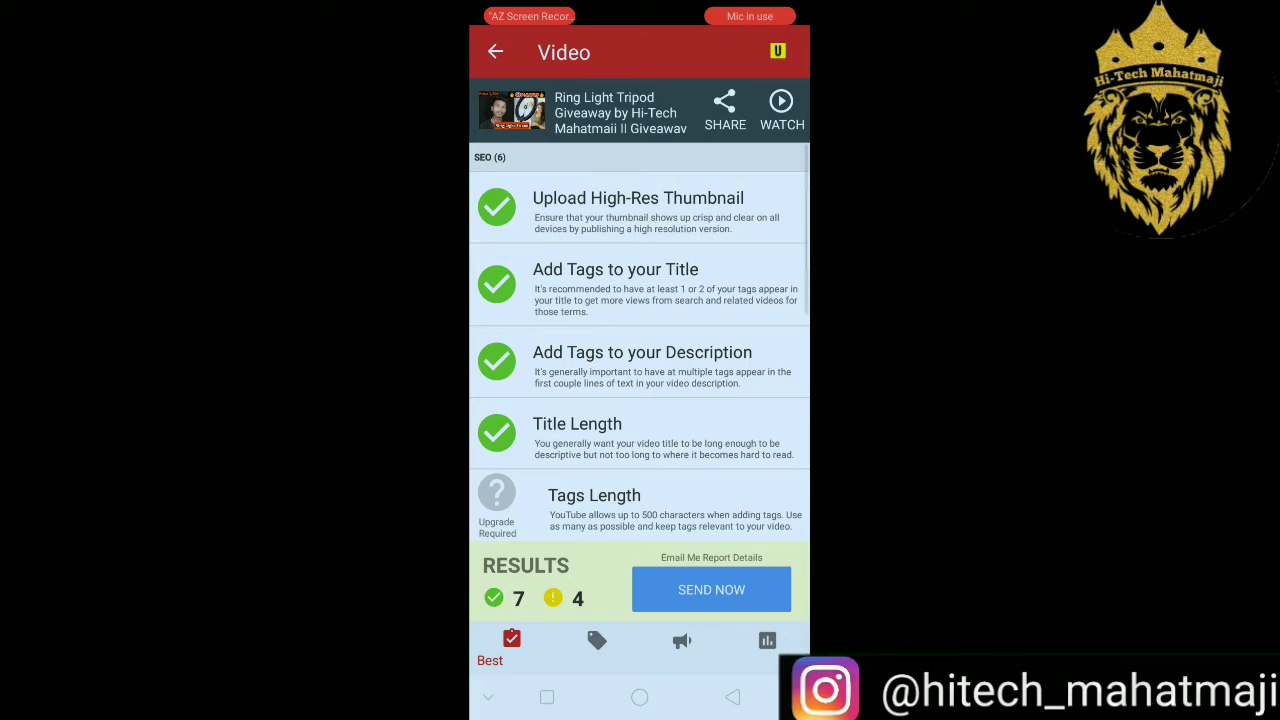 "AZ Screen Recor..
Mic in use
Video
U
Ring Light Tripod
Giveaway by Hi-Tech
Mahatmaji || Giveaway
SHARE
WATCH
SEO (6)
Upload High-Res Thumbnail
Ensure that your thumbnail shows up crisp and clear on all
devices by publishing a high resolution version.
Add Tags to your Title
It's recommended to have at least 1 or 2 of your tags appear in
your title to get more views from search and related videos for
those terms.
Add Tags to your Description
It's generally important to have at multiple tags appear in the
first couple lines of text in your video description.
Title Length
You generally want your video title to be long enough to be
descriptive but not too long to where it becomes hard to read.
Upgrade
Required
Tags Length
YouTube allows up to 500 characters when adding tags. Use
as many as possible and keep tags relevant to your video.
RESULTS
7
4
Email Me Report Details
SEND NOW
Best
Hi-Tech Mahatmaji
@hitech_mahatmaji